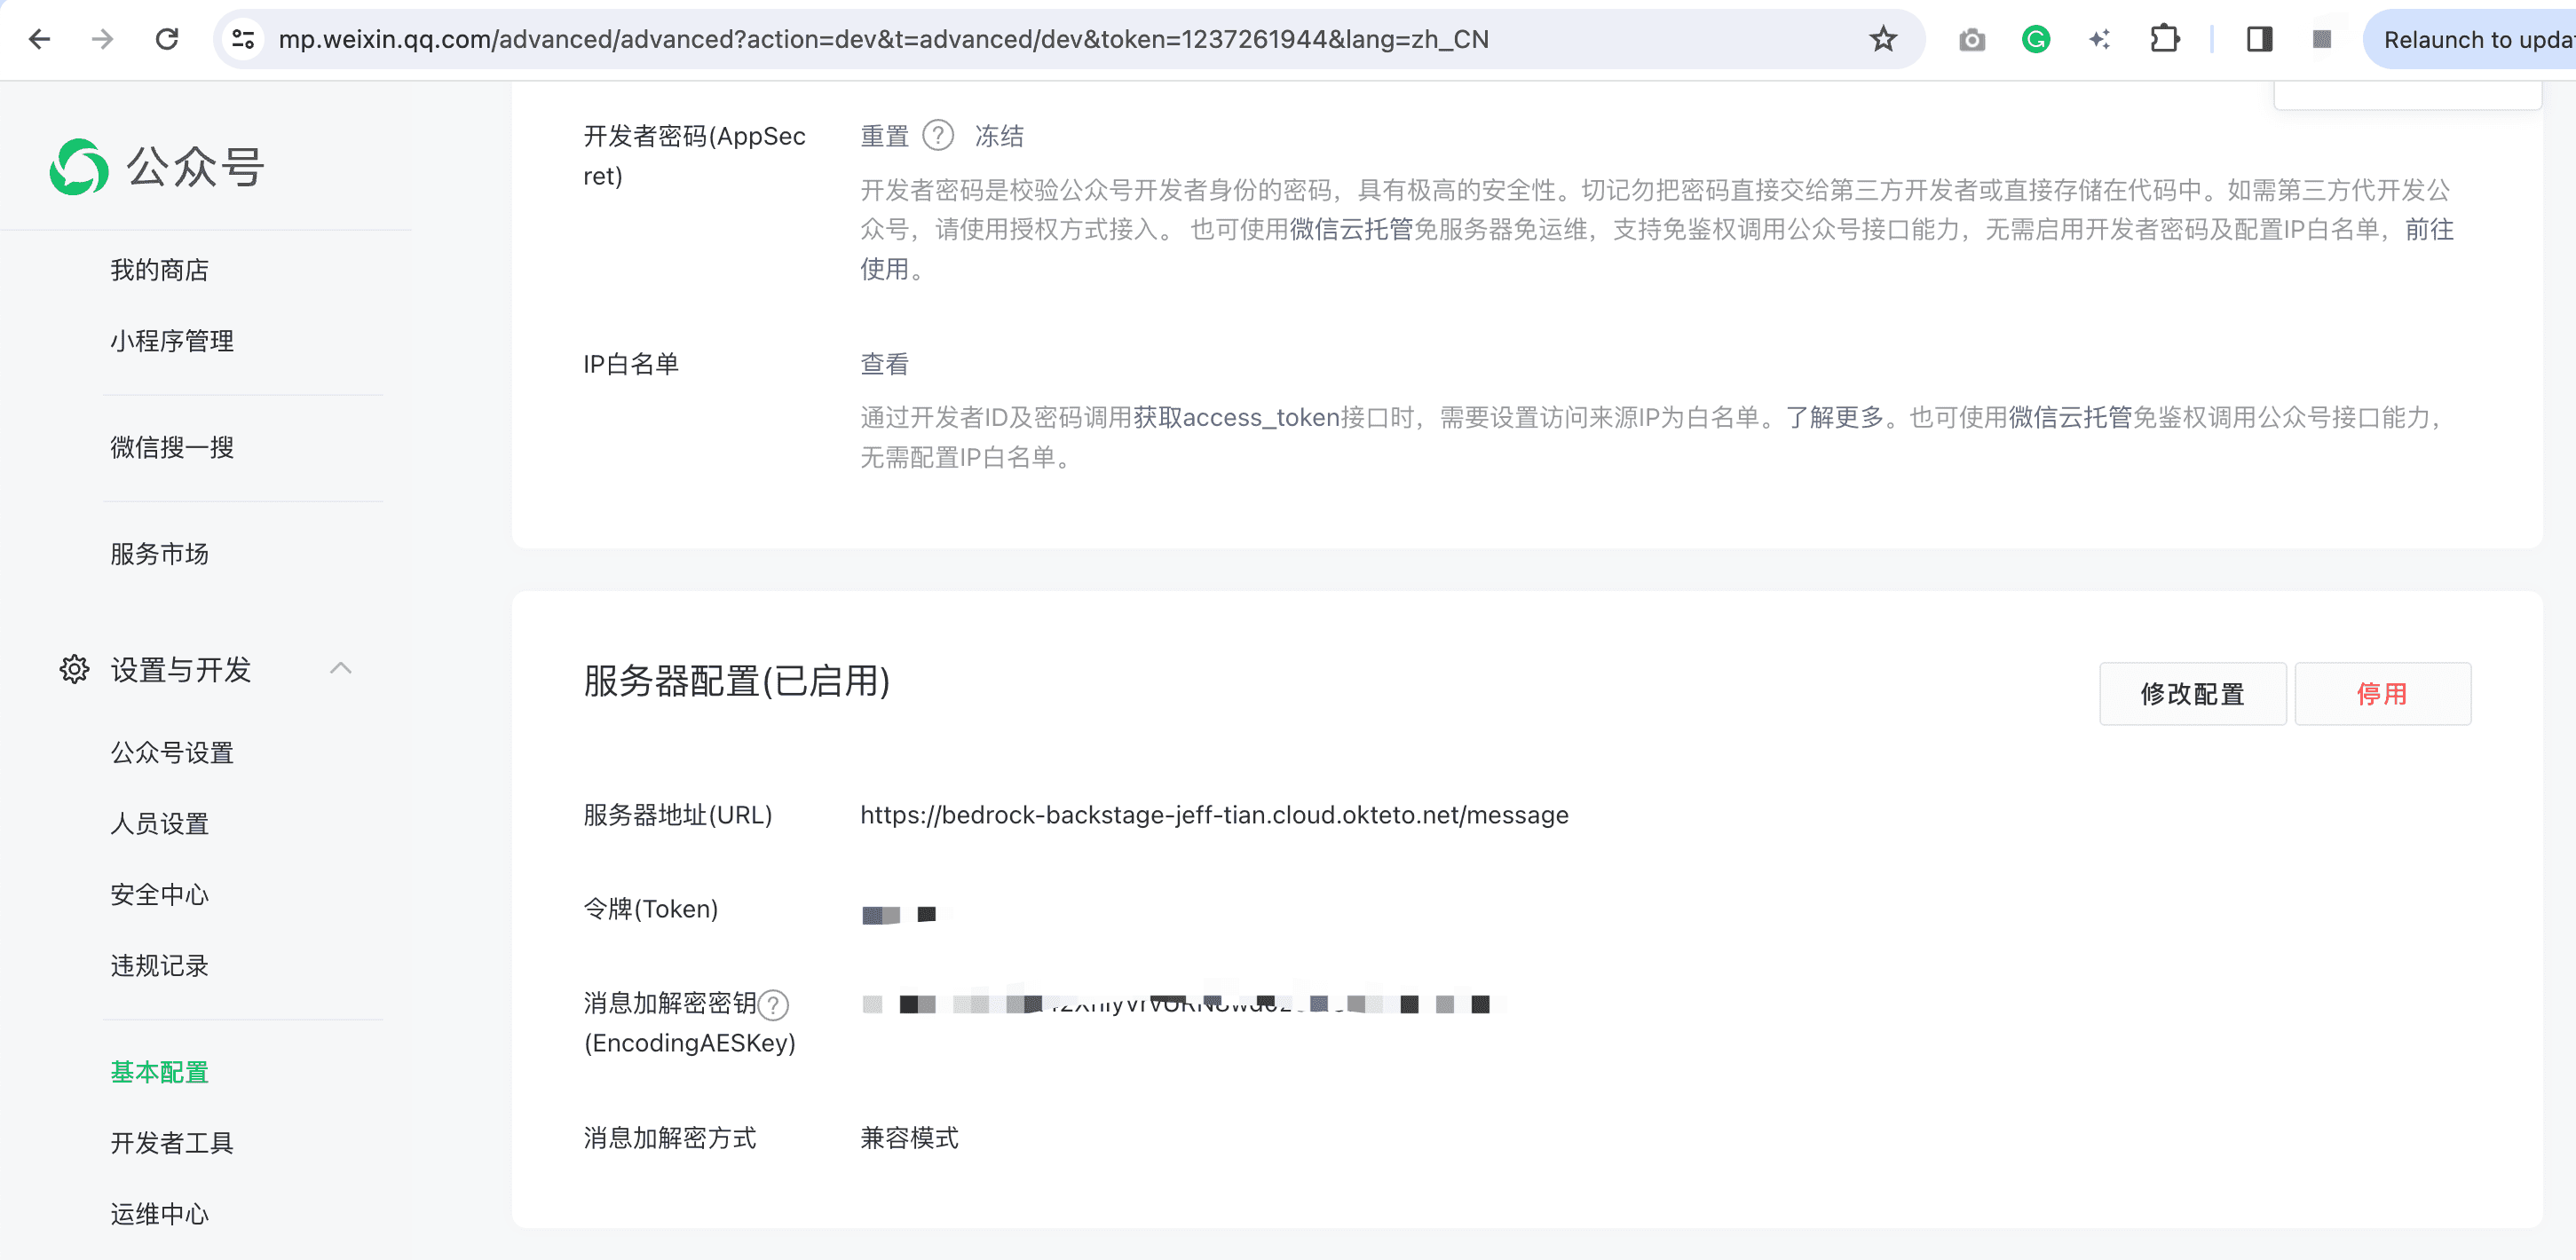 mp.weixin.qq.com/advanced/advanced?action=dev&t=advanced/dev&token=1237261944&lang=zh_CN
Relaunch to upda
公众号
我的商店
小程序管理
微信搜一搜
服务市场
设置与开发
公众号设置
人员设置
安全中心
违规记录
基本配置
开发者工具
运维中心
开发者密码(AppSec
ret)
重置 ? 冻结
开发者密码是校验公众号开发者身份的密码，具有极高的安全性。切记勿把密码直接交给第三方开发者或直接存储在代码中。如需第三方代开发公
众号，请使用授权方式接入。 也可使用微信云托管免服务器免运维，支持免鉴权调用公众号接口能力，无需启用开发者密码及配置IP白名单，前往
使用。
IP白名单
查看
通过开发者ID及密码调用获取access_token接口时，需要设置访问来源IP为白名单。了解更多。也可使用微信云托管免鉴权调用公众号接口能力，
无需配置IP白名单。
服务器配置(已启用)
修改配置
停用
服务器地址(URL)
https://bedrock-backstage-jeff-tian.cloud.okteto.net/message
令牌(Token)
消息加解密密钥?
(EncodingAESKey)
消息加解密方式
兼容模式